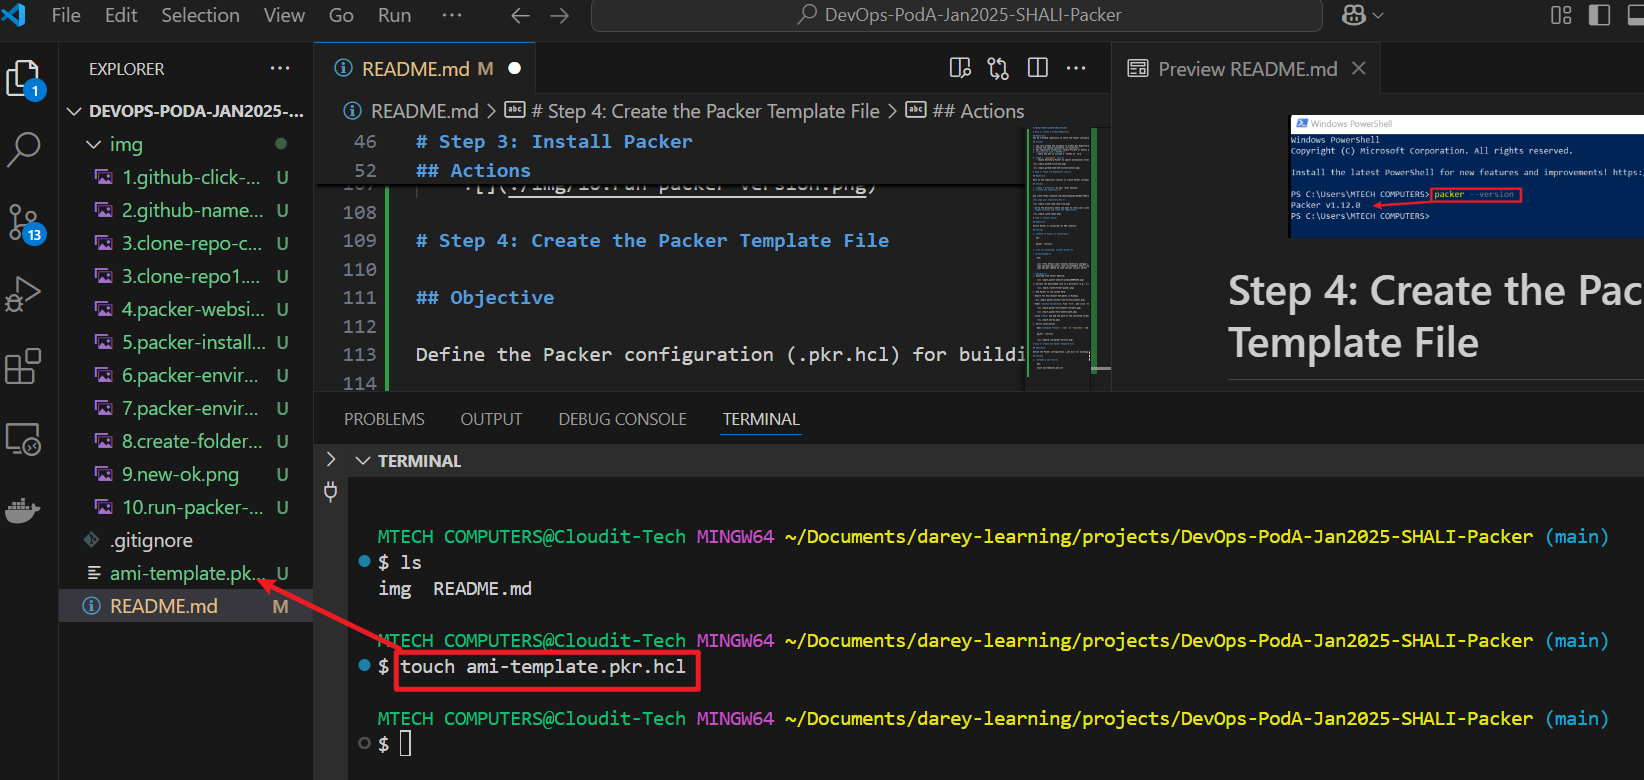 File Edit Selection View Go Run ··· DevOps-PodA-Jan2025-SHALI-Packer
EXPLORER ···
DEVOPS-PODA-JAN2025-...
img
1.github-click-... U
2.github-name... U
3.clone-repo-c... U
3.clone-repo1.... U
4.packer-websi... U
5.packer-install... U
6.packer-envir... U
7.packer-envir... U
8.create-folder... U
9.new-ok.png U
10.run-packer-... U
.gitignore
ami-template.pk... U
README.md M
1
13
README.md M
README.md > # Step 4: Create the Packer Template File > ## Actions
46 # Step 3: Install Packer
52 ## Actions
107 ![](./img/10.run-packer-version.png)
108
109 # Step 4: Create the Packer Template File
110
111 ## Objective
112
113 Define the Packer configuration (.pkr.hcl) for buildi
114
Preview README.md
Windows PowerShell
Windows PowerShell
Copyright (C) Microsoft Corporation. All rights reserved.
Install the latest PowerShell for new features and improvements! https:/
PS C:\Users\MTECH COMPUTERS> packer --version
Packer v1.12.0
PS C:\Users\MTECH COMPUTERS>
Step 4: Create the Pac
Template File
PROBLEMS OUTPUT DEBUG CONSOLE TERMINAL
TERMINAL
MTECH COMPUTERS@Cloudit-Tech MINGW64 ~/Documents/darey-learning/projects/DevOps-PodA-Jan2025-SHALI-Packer (main)
$ ls
img README.md
MTECH COMPUTERS@Cloudit-Tech MINGW64 ~/Documents/darey-learning/projects/DevOps-PodA-Jan2025-SHALI-Packer (main)
$ touch ami-template.pkr.hcl
MTECH COMPUTERS@Cloudit-Tech MINGW64 ~/Documents/darey-learning/projects/DevOps-PodA-Jan2025-SHALI-Packer (main)
$